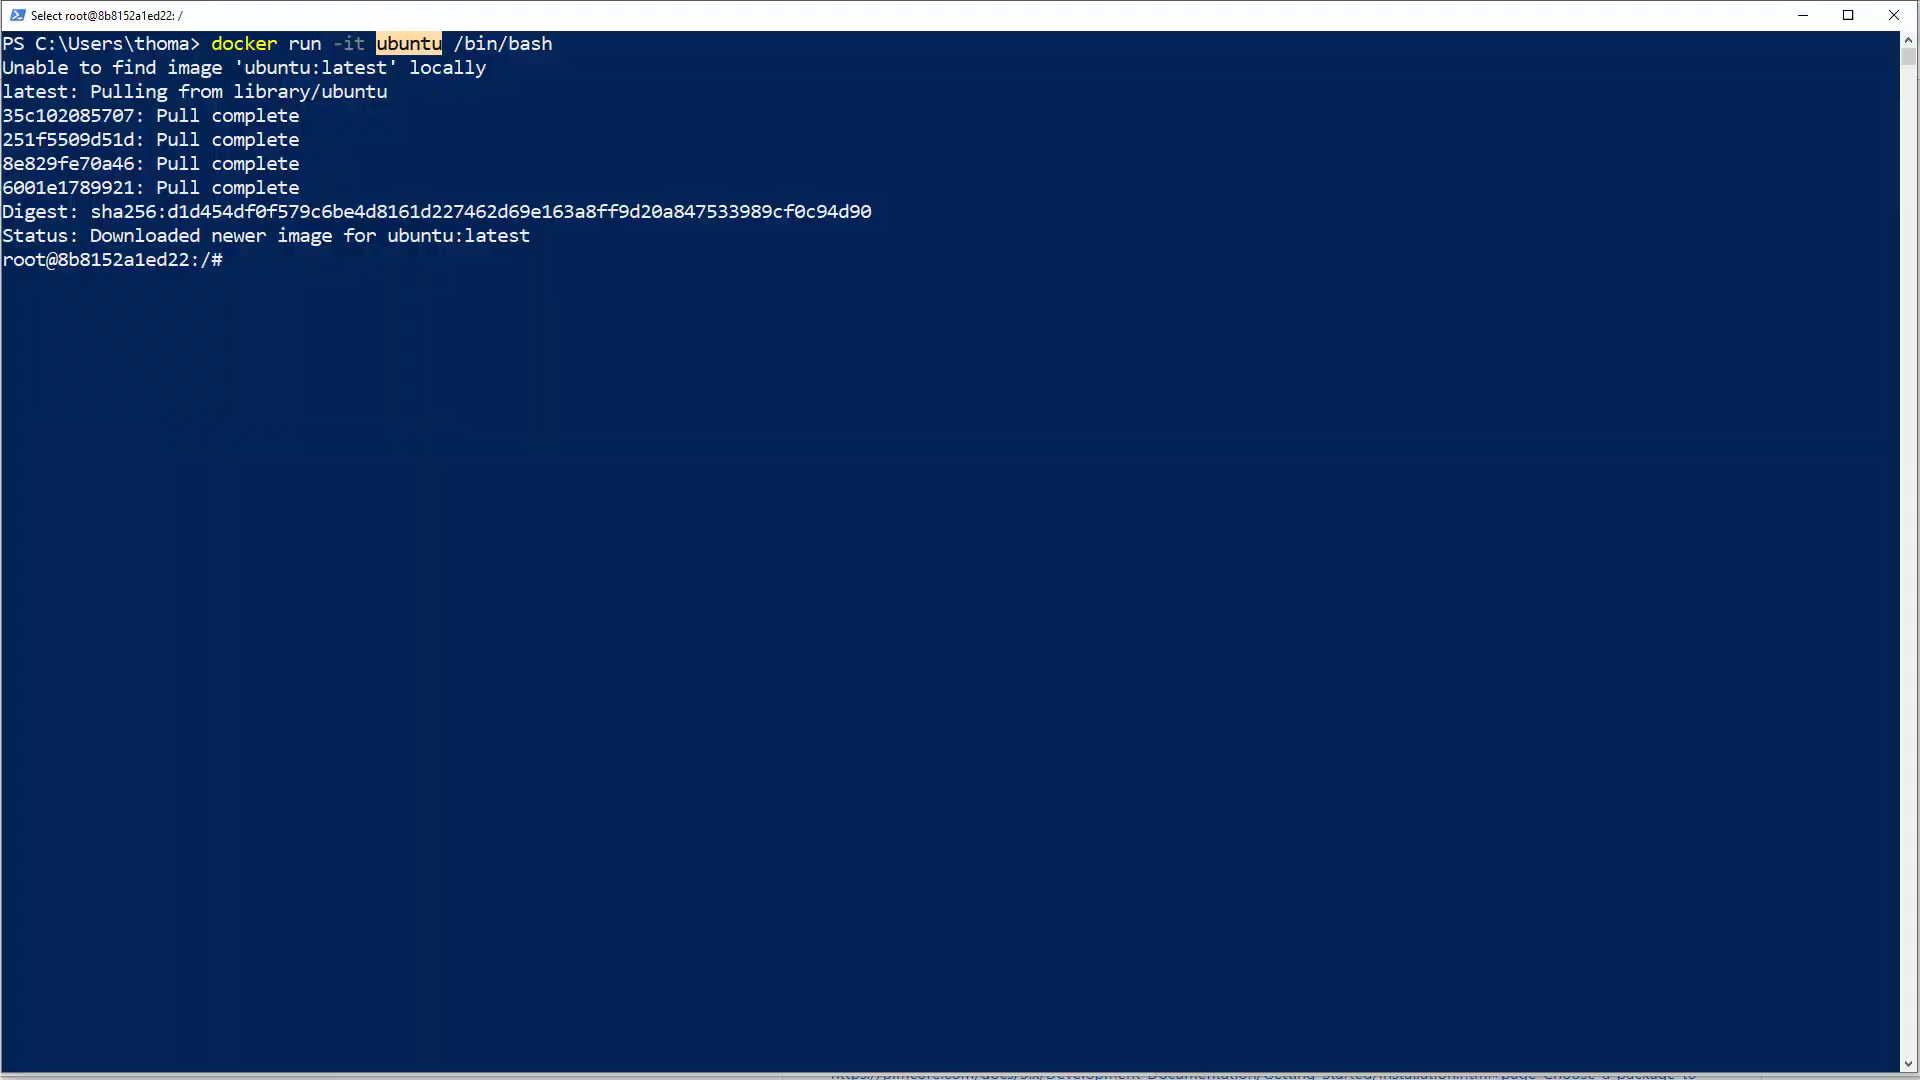 Select root@8b8152a1ed22: /
PS C:\Users\thoma> docker run -it ubuntu /bin/bash
Unable to find image 'ubuntu:latest' locally
latest: Pulling from library/ubuntu
35c102085707: Pull complete
251f5509d51d: Pull complete
8e829fe70a46: Pull complete
6001e1789921: Pull complete
Digest: sha256:d1d454df0f579c6be4d8161d227462d69e163a8ff9d20a847533989cf0c94d90
Status: Downloaded newer image for ubuntu:latest
root@8b8152a1ed22:/#